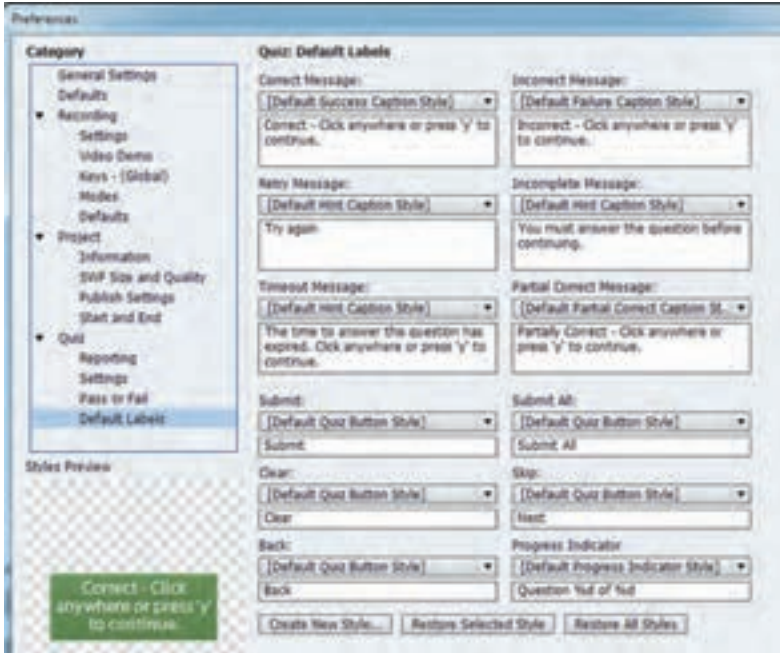 Preferences
Category
General Settings
Defaults
Recording
Settings
Video Demo
Keys - (Global)
Modes
Defaults
Project
Information
SWF Size and Quality
Publish Settings
Start and End
Quiz
Reporting
Settings
Pass or Fail
Default Labels
Styles Preview
Correct - Click
anywhere or press 'y'
to continue.
Quiz: Default Labels
Correct Message:
[Default Success Caption Style]
Correct - Click anywhere or press 'y' to
continue.
Incorrect Message:
[Default Failure Caption Style]
Incorrect - Click anywhere or press 'y'
to continue.
Retry Message:
[Default Hint Caption Style]
Try again
Incomplete Message:
[Default Hint Caption Style]
You must answer the question before
continuing.
Timeout Message:
[Default Hint Caption Style]
The time to answer this question has
expired. Click anywhere or press 'y' to
continue.
Partial Correct Message:
[Default Partial Correct Caption St..
Partially Correct - Click anywhere or
press 'y' to continue.
Submit:
[Default Quiz Button Style]
Submit
Submit All:
[Default Quiz Button Style]
Submit All
Clear:
[Default Quiz Button Style]
Clear
Skip:
[Default Quiz Button Style]
Next
Back:
[Default Quiz Button Style]
Back
Progress Indicator
[Default Progress Indicator Style]
Question %d of %d
Create New Style...
Restore Selected Style
Restore All Styles